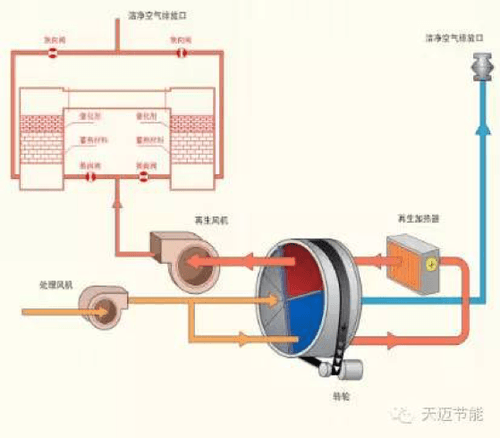 洁净空气排放口
换向阀
换向阀
洁净空气排放口
催化剂
催化剂
蓄热材料
蓄热材料
换向阀
换向阀
再生风机
再生加热器
处理风机
转轮
天迈节能